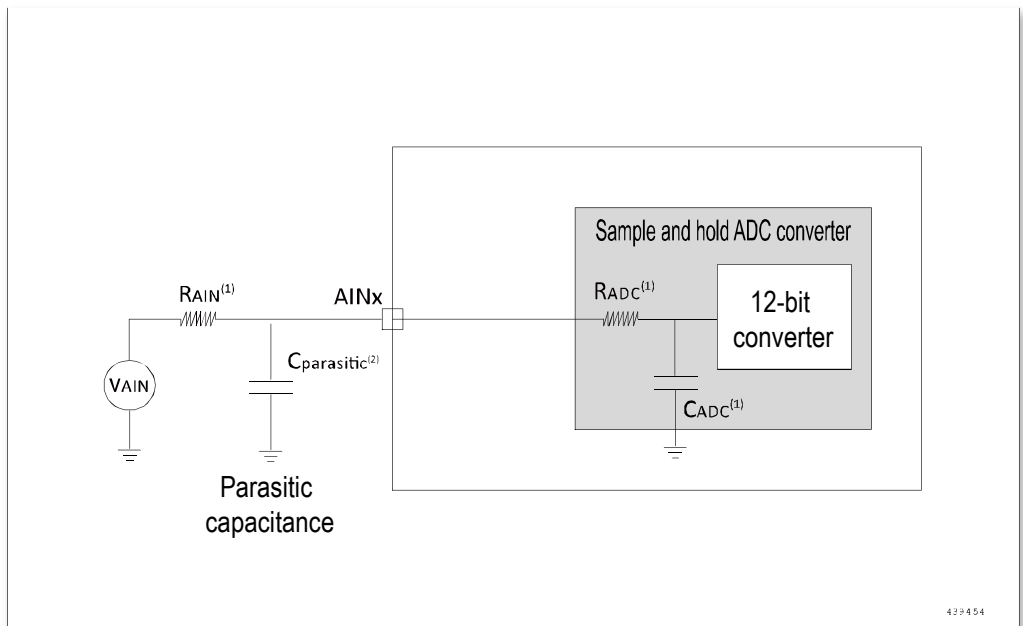 Sample and hold ADC converter
RAIN(1)
AINx
RADC(1)
12-bit
converter
Cparasitic(2)
VAIN
CADC(1)
Parasitic
capacitance
439454